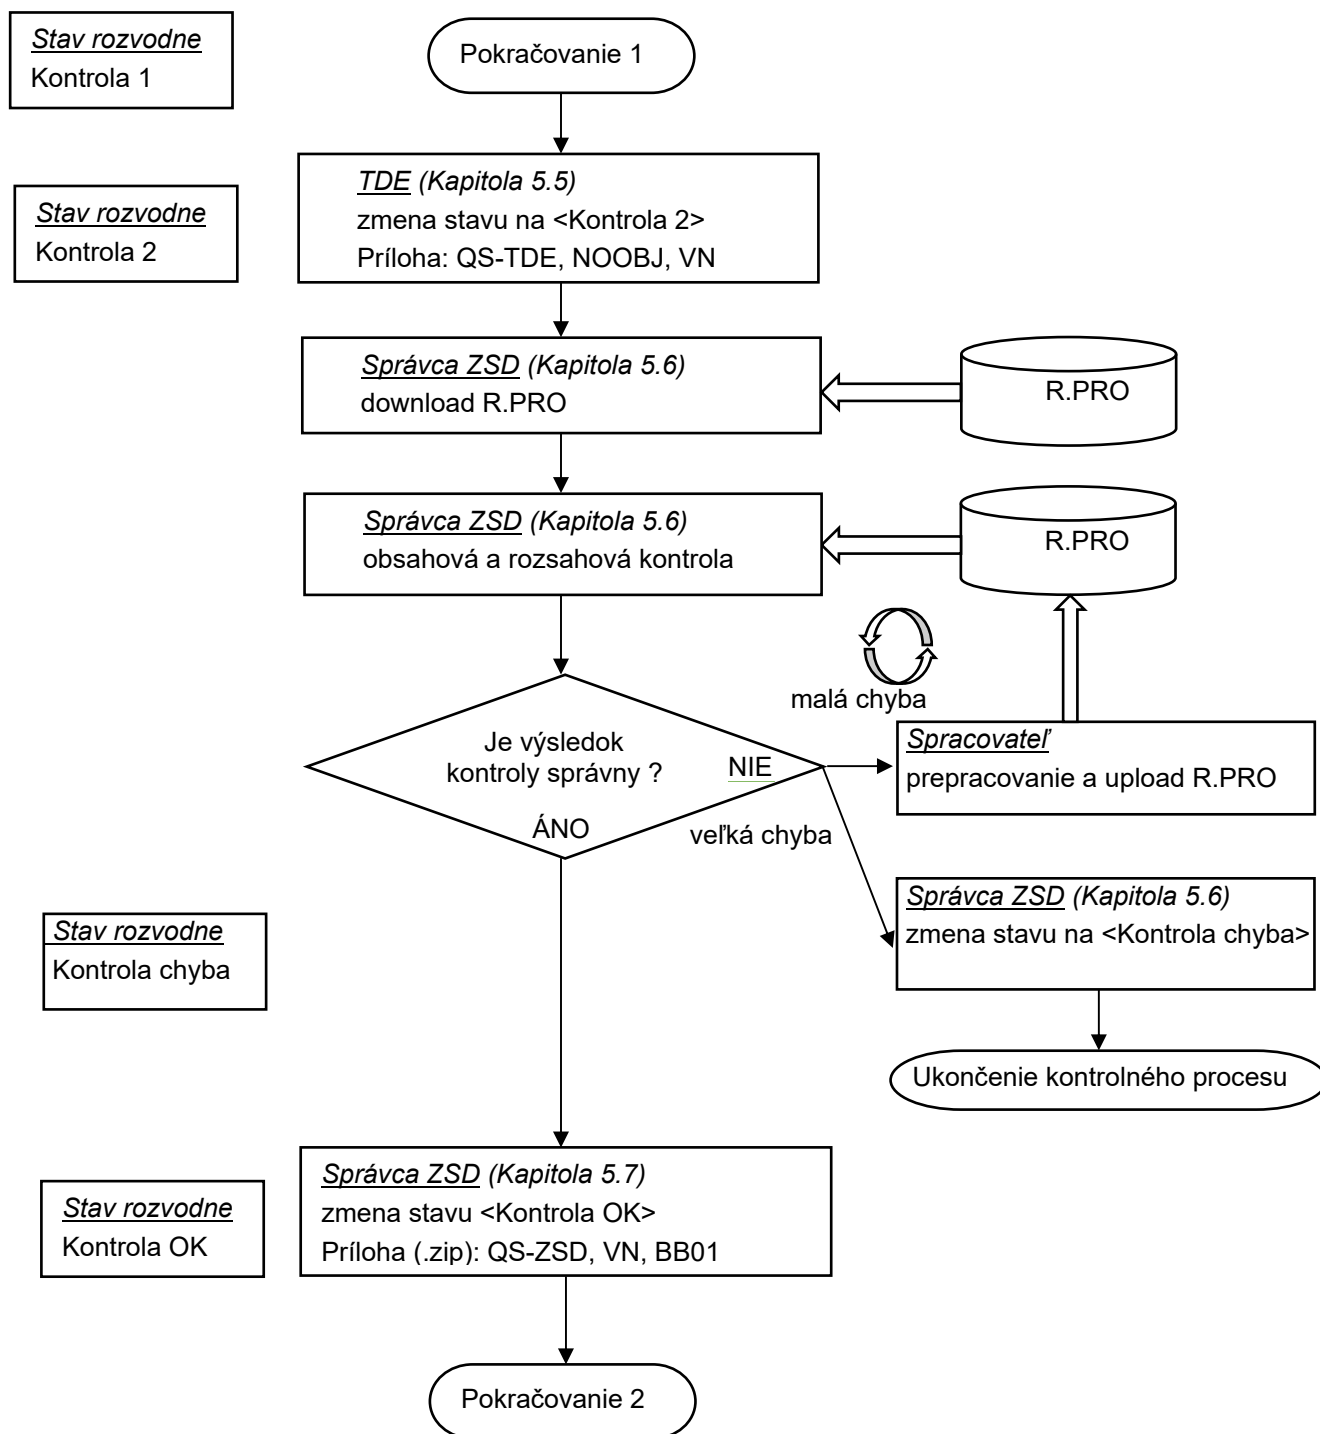 Stav rozvodne
Kontrola 1
Pokračovanie 1
TDE (Kapitola 5.5)
zmena stavu na <Kontrola 2>
Príloha: QS-TDE, NOOBJ, VN
Stav rozvodne
Kontrola 2
Správca ZSD (Kapitola 5.6)
download R.PRO
R.PRO
Správca ZSD (Kapitola 5.6)
obsahová a rozsahová kontrola
R.PRO
malá chyba
Je výsledok
kontroly správny ?
NIE
ÁNO
veľká chyba
Spracovateľ
prepracovanie a upload R.PRO
Správca ZSD (Kapitola 5.6)
zmena stavu na <Kontrola chyba>
Stav rozvodne
Kontrola chyba
Ukončenie kontrolného procesu
Správca ZSD (Kapitola 5.7)
zmena stavu <Kontrola OK>
Príloha (.zip): QS-ZSD, VN, BB01
Stav rozvodne
Kontrola OK
Pokračovanie 2